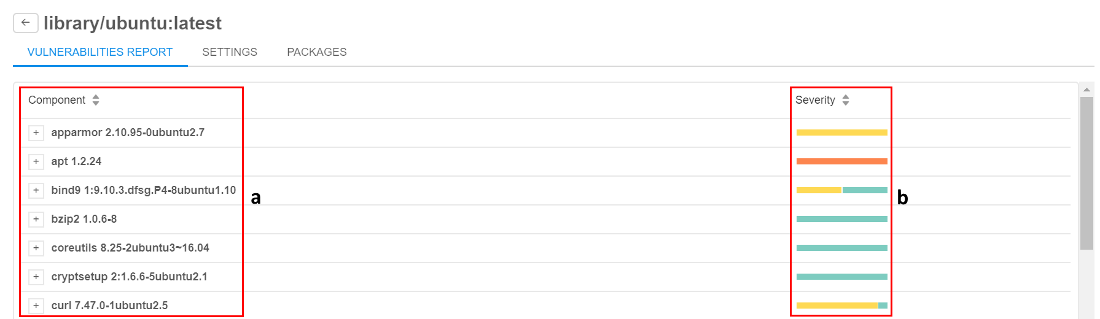 library/ubuntu:latest
VULNERABILITIES REPORT SETTINGS PACKAGES
Component Severity
+ apparmor 2.10.95-0ubuntu2.7
+ apt 1.2.24
+ bind9 1:9.10.3.dfsg.P4-8ubuntu1.10
a b
+ bzip2 1.0.6-8
+ coreutils 8.25-2ubuntu3~16.04
+ cryptsetup 2:1.6.6-5ubuntu2.1
+ curl 7.47.0-1ubuntu2.5